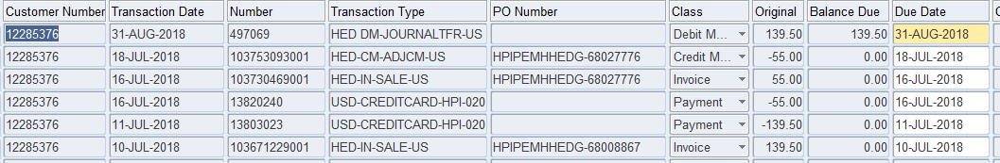 Customer Number Transaction Date Number Transaction Type PO Number Class Original Balance Due Due Date
12285376 31-AUG-2018 497069 HED DM-JOURNALTFR-US Debit M... 139.50 139.50 31-AUG-2018
12285376 18-JUL-2018 103753093001 HED-CM-ADJCM-US HPIPEMHHEDG-68027776 Credit M... -55.00 0.00 18-JUL-2018
12285376 16-JUL-2018 103730469001 HED-IN-SALE-US HPIPEMHHEDG-68027776 Invoice 55.00 0.00 16-JUL-2018
12285376 16-JUL-2018 13820240 USD-CREDITCARD-HPI-020 Payment -55.00 0.00 16-JUL-2018
12285376 11-JUL-2018 13803023 USD-CREDITCARD-HPI-020 Payment -139.50 0.00 11-JUL-2018
12285376 10-JUL-2018 103671229001 HED-IN-SALE-US HPIPEMHHEDG-68008867 Invoice 139.50 0.00 10-JUL-2018